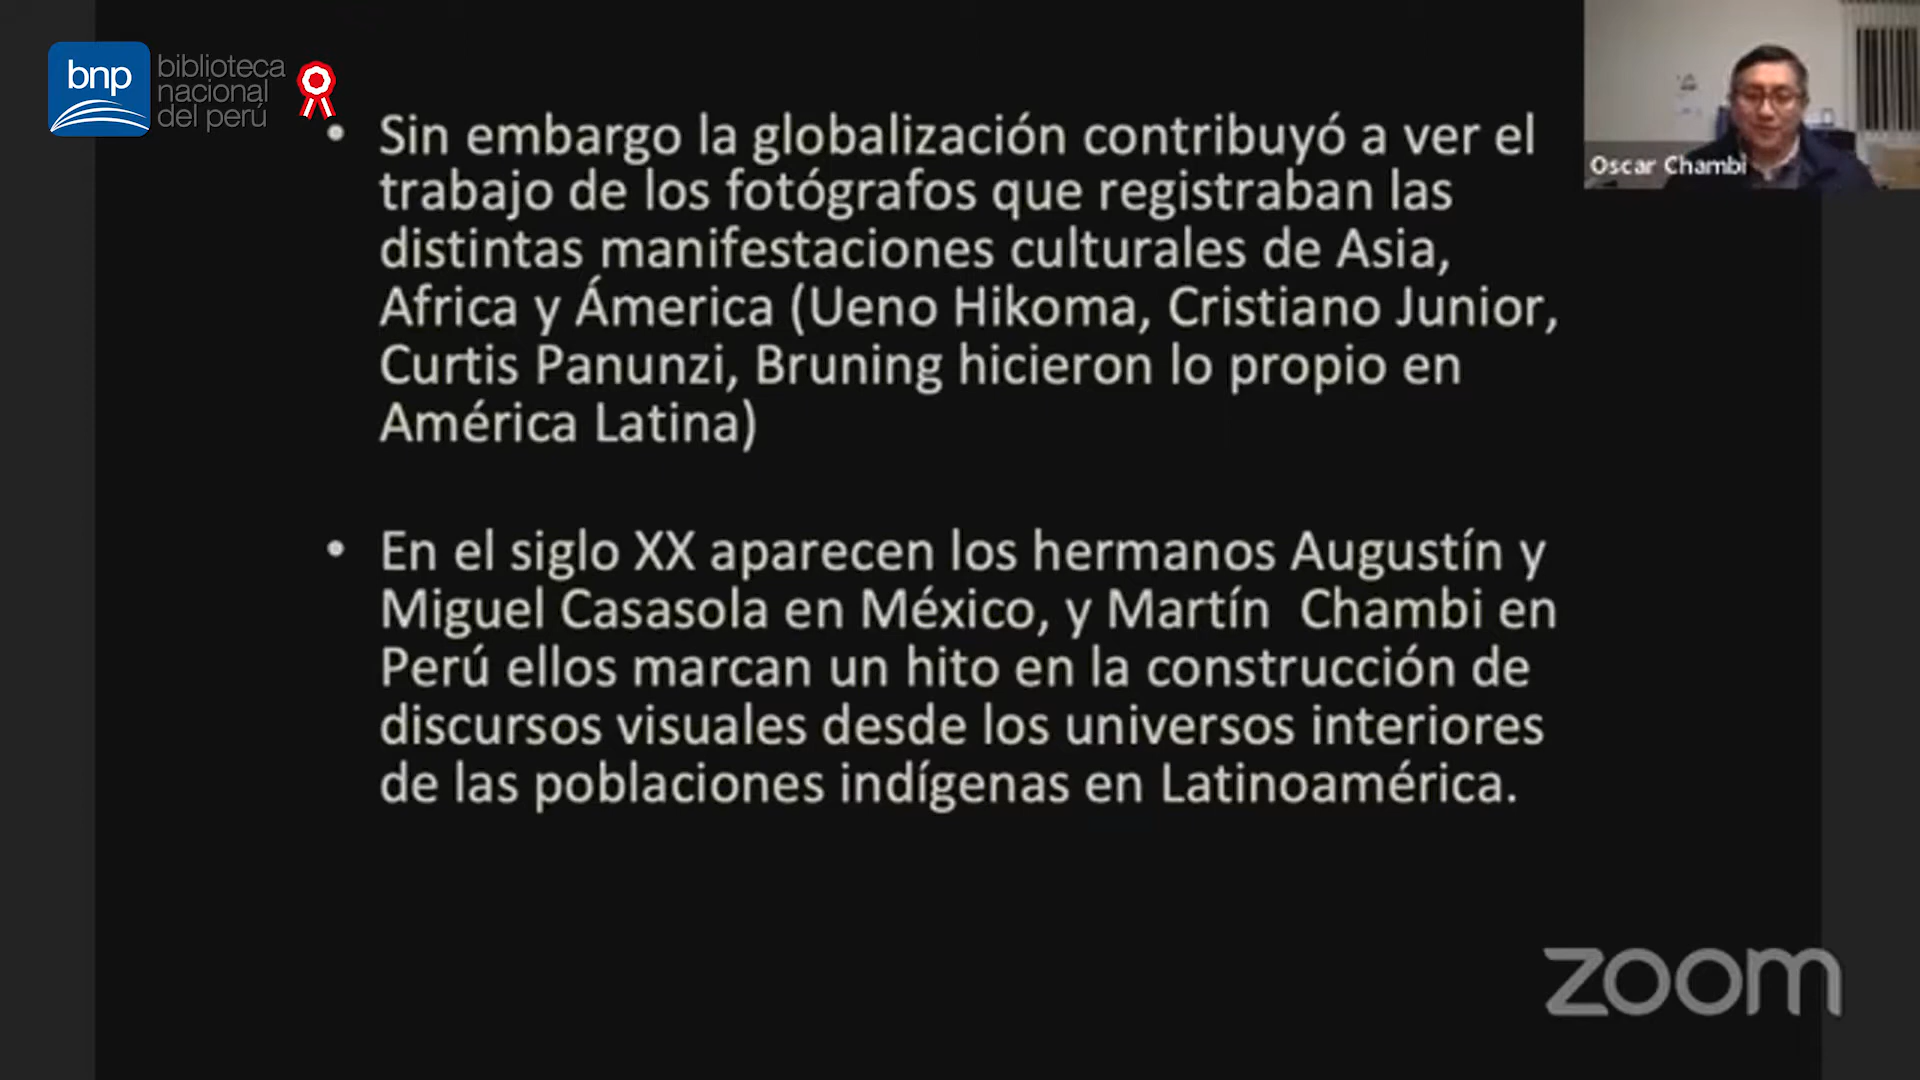 bnp
biblioteca
nacional
del perú
Oscar Chambi
• Sin embargo la globalización contribuyó a ver el
trabajo de los fotógrafos que registraban las
distintas manifestaciones culturales de Asia,
Africa y Ámerica (Ueno Hikoma, Cristiano Junior,
Curtis Panunzi, Bruning hicieron lo propio en
América Latina)
• En el siglo XX aparecen los hermanos Augustín y
Miguel Casasola en México, y Martín  Chambi en
Perú ellos marcan un hito en la construcción de
discursos visuales desde los universos interiores
de las poblaciones indígenas en Latinoamérica.
zoom